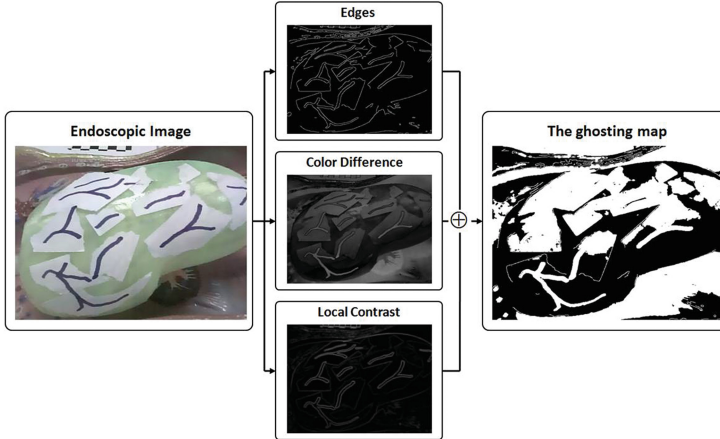 Edges
Endoscopic Image
Color Difference
Local Contrast
The ghosting map